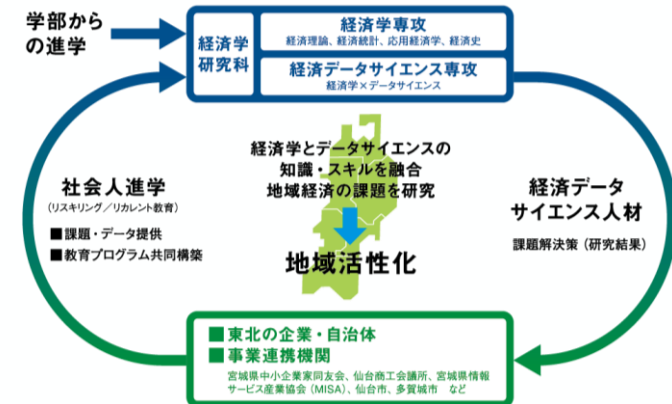 学部から
の進学
経済学
研究科
経済学専攻
経済理論、経済統計、応用経済学、経済史
経済データサイエンス専攻
経済学×データサイエンス
経済学とデータサイエンスの
知識・スキルを融合
地域経済の課題を研究
地域活性化
社会人進学
(リスキリング/リカレント教育)
■課題・データ提供
■教育プログラム共同構築
経済データ
サイエンス人材
課題解決策(研究結果)
■東北の企業・自治体
■事業連携機関
宮城県中小企業家同友会、仙台商工会議所、宮城県情報
サービス産業協会(MISA)、仙台市、多賀城市 など